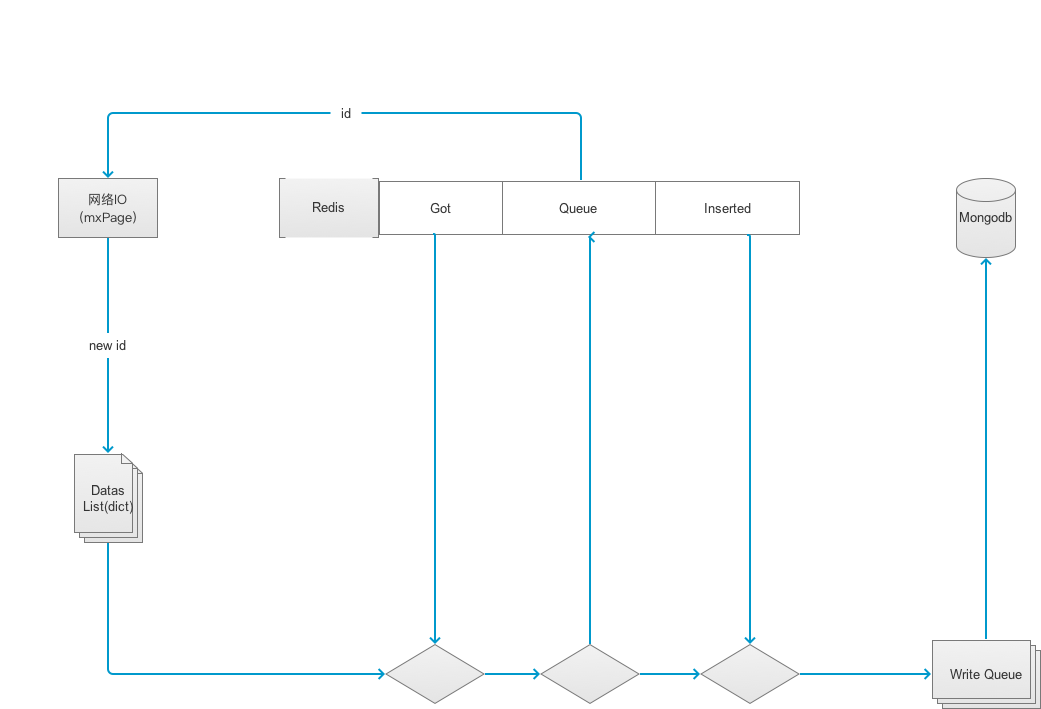 id
网络IO
(mxPage)
Redis
Got
Queue
Inserted
Mongodb
new id
Datas
List(dict)
Write Queue